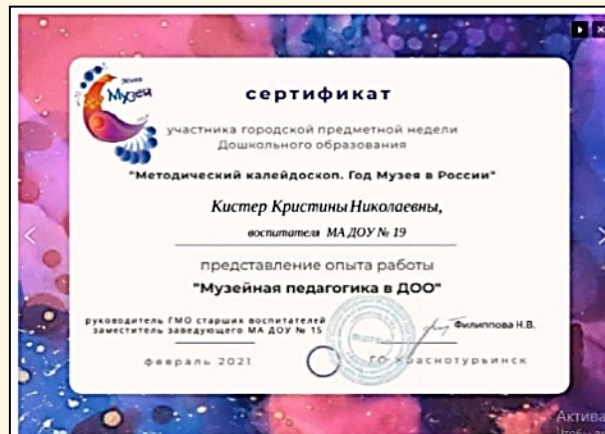 Мини
Музей
сертификат
участника городской предметной недели
Дошкольного образования
"Методический калейдоскоп. Год Музея в России"
Кистер Кристины Николаевны,
воспитателя МА ДОУ № 19
представление опыта работы
"Музейная педагогика в ДОО"
руководитель ГМО старших воспитателей
заместитель заведующего МА ДОУ № 15
Филиппова Н.В.
февраль 2021
ГО Краснотурьинск
Актива
Чтобы